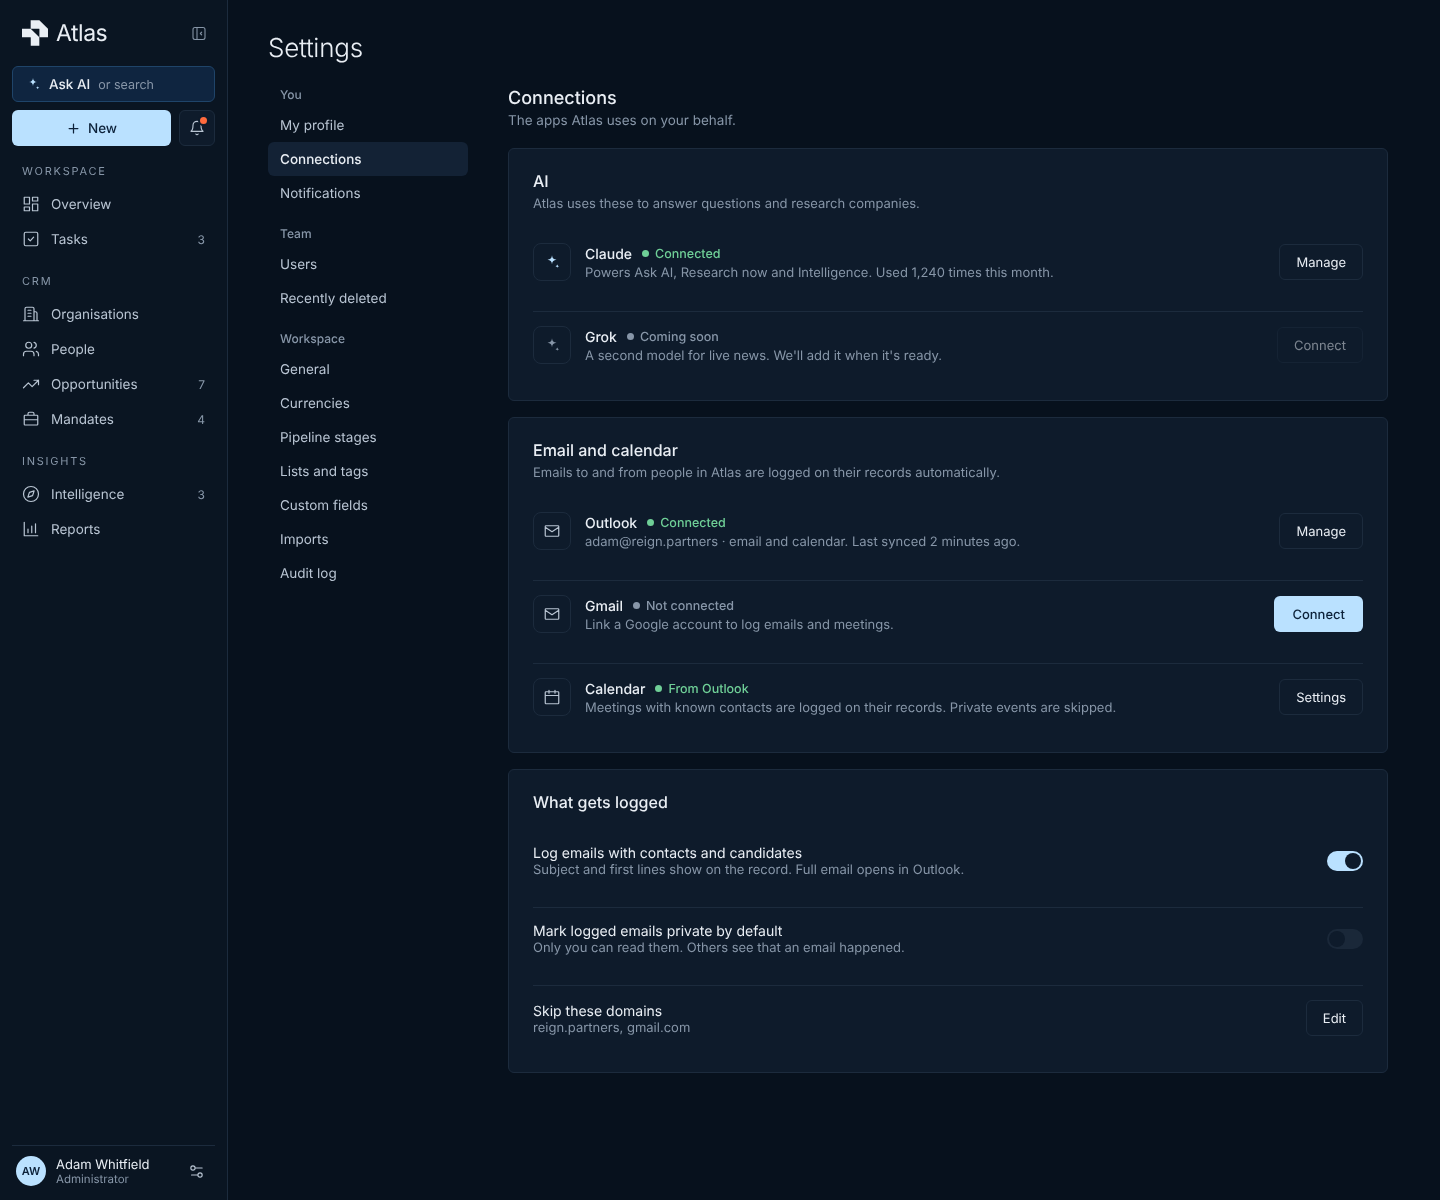 Atlas
Ask AI or search
New
WORKSPACE
Overview
Tasks 3
CRM
Organisations
People
Opportunities 7
Mandates 4
INSIGHTS
Intelligence 3
Reports
AW
Adam Whitfield
Administrator
Settings
You
My profile
Connections
Notifications
Team
Users
Recently deleted
Workspace
General
Currencies
Pipeline stages
Lists and tags
Custom fields
Imports
Audit log
Connections
The apps Atlas uses on your behalf.
AI
Atlas uses these to answer questions and research companies.
Claude Connected
Powers Ask AI, Research now and Intelligence. Used 1,240 times this month.
Manage
Grok Coming soon
A second model for live news. We'll add it when it's ready.
Connect
Email and calendar
Emails to and from people in Atlas are logged on their records automatically.
Outlook Connected
adam@reign.partners · email and calendar. Last synced 2 minutes ago.
Manage
Gmail Not connected
Link a Google account to log emails and meetings.
Connect
Calendar From Outlook
Meetings with known contacts are logged on their records. Private events are skipped.
Settings
What gets logged
Log emails with contacts and candidates
Subject and first lines show on the record. Full email opens in Outlook.
Mark logged emails private by default
Only you can read them. Others see that an email happened.
Skip these domains
reign.partners, gmail.com
Edit